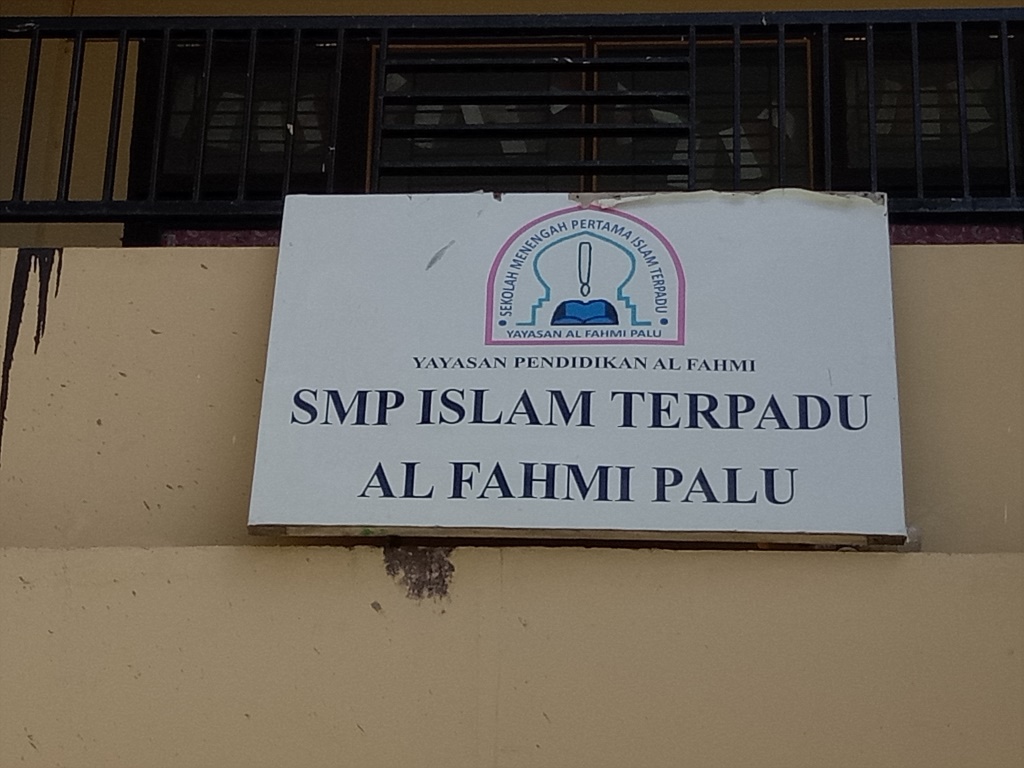 SEKOLAH MENENGAH PERTAMA ISLAM TERPADU
YAYASAN AL FAHMI PALU
YAYASAN PENDIDIKAN AL FAHMI
SMP ISLAM TERPADU
AL FAHMI PALU